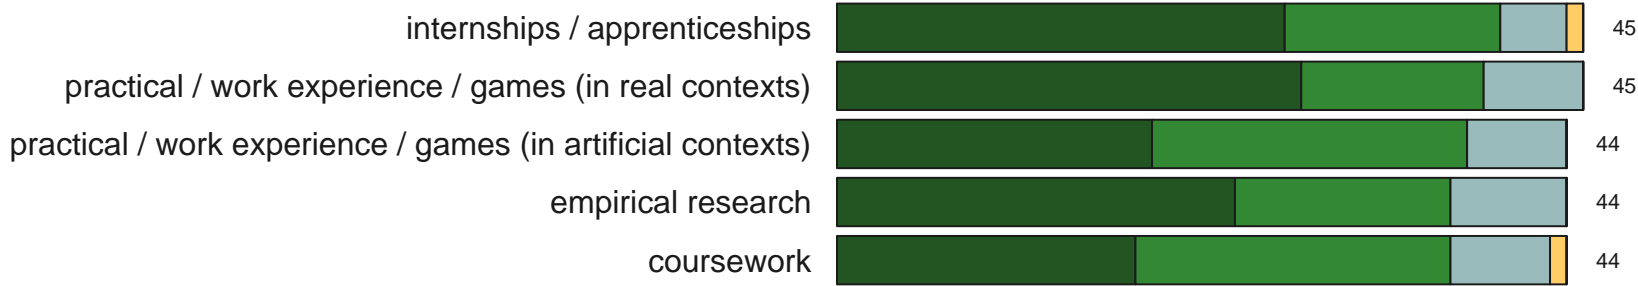 internships / apprenticeships 45
practical / work experience / games (in real contexts) 45
practical / work experience / games (in artificial contexts) 44
empirical research 44
coursework 44